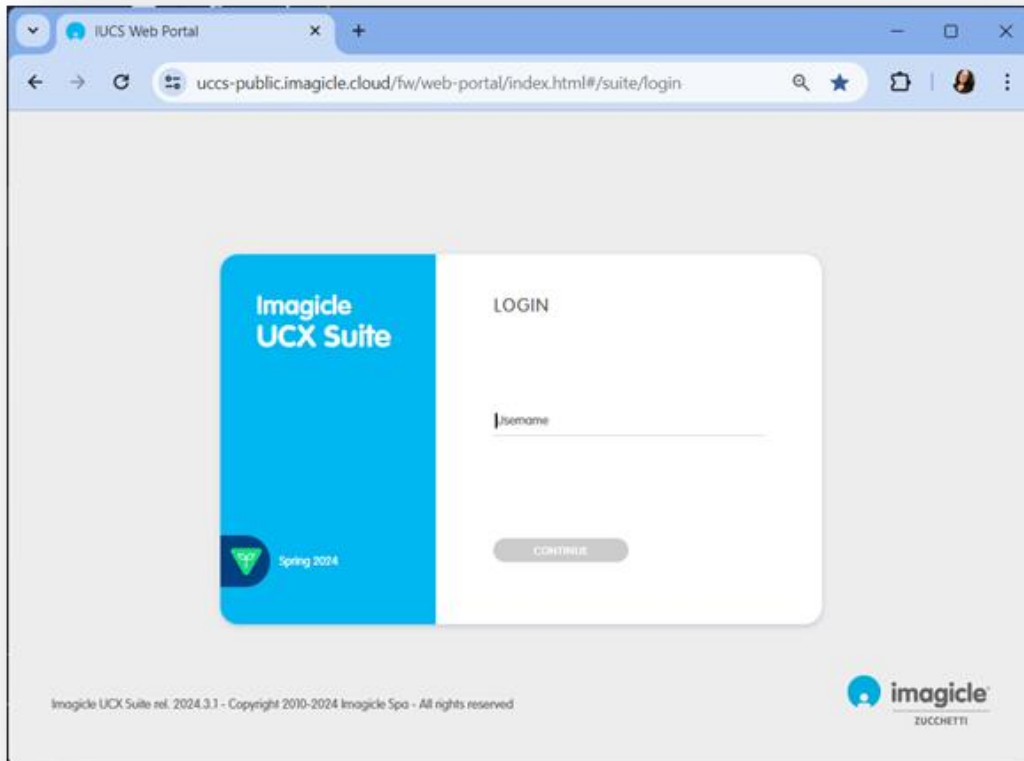 IUCS Web Portal
uccs-public.imagicle.cloud/fw/web-portal/index.html#/suite/login
Imagicle
UCX Suite
LOGIN
Username
CONTINUE
Spring 2024
Imagicle UCX Suite rel. 2024.3.1 - Copyright 2010-2024 Imagicle Spa - All rights reserved
imagicle
ZUCCHETTI